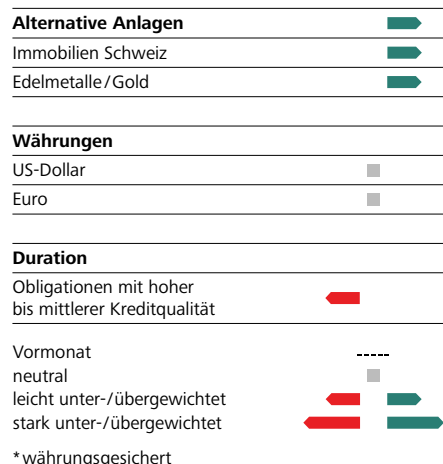 Alternative Anlagen
Immobilien Schweiz
Edelmetalle/Gold
Währungen
US-Dollar
Euro
Duration
Obligationen mit hoher
bis mittlerer Kreditqualität
Vormonat
neutral
leicht unter-/übergewichtet
stark unter-/übergewichtet
*währungsgesichert